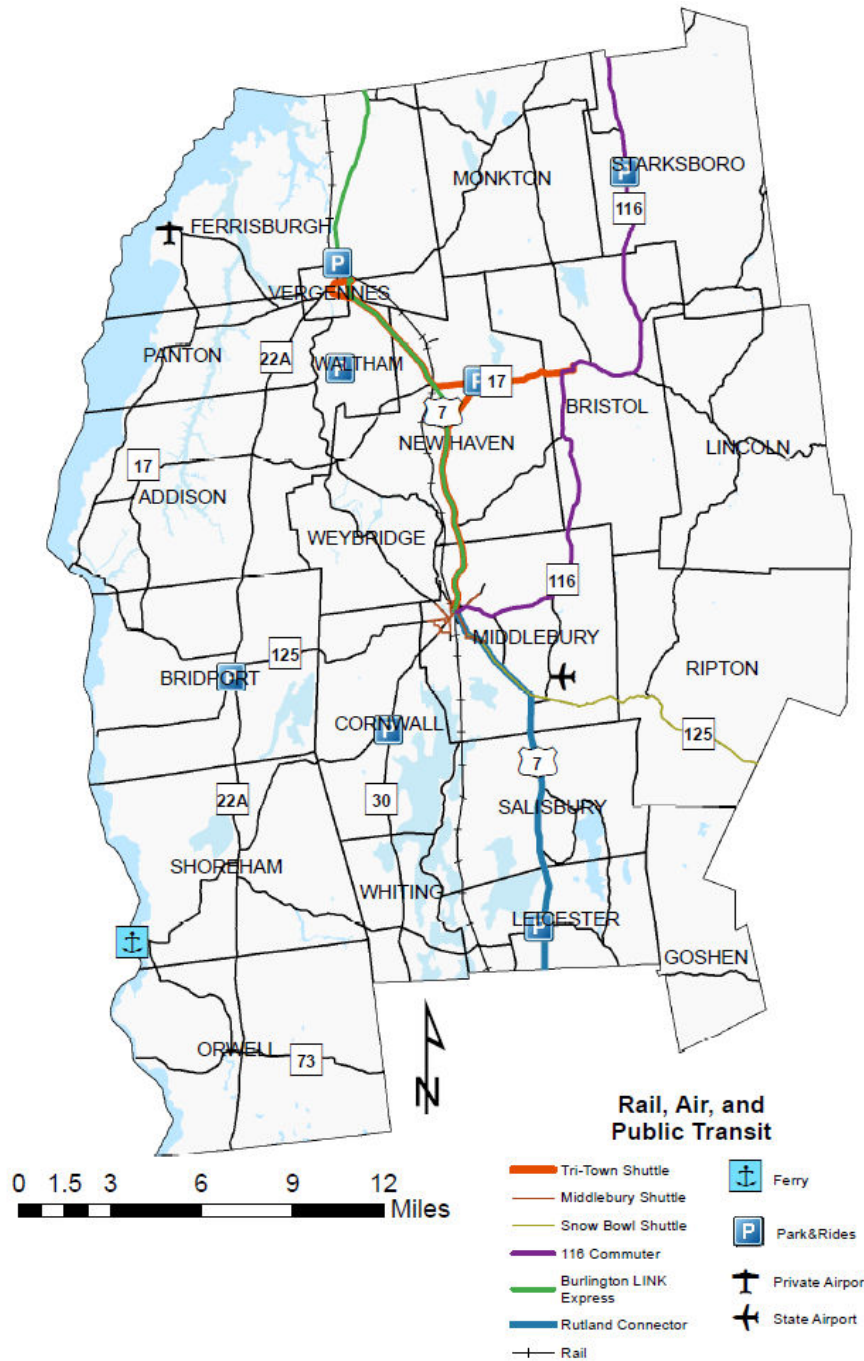 STARKSBORO
MONKTON
116
FERRISBURGH
P
VERGENNES
PANTON
22A
WALTHAM
17
BRISTOL
7
NEW HAVEN
LINCOLN
17
ADDISON
WEYBRIDGE
116
MIDDLEBURY
125
RIPTON
BRIDPORT
CORNWALL
P
125
7
22A
30
SALISBURY
SHOREHAM
WHITING
LEICESTER
P
GOSHEN
ORWELL
73
N
Rail, Air, and
Public Transit
Tri-Town Shuttle
Ferry
Middlebury Shuttle
Snow Bowl Shuttle
P Park&Rides
116 Commuter
Burlington LINK
Express
Private Airpor
Rutland Connector
State Airport
Rail
0 1.5 3 6 9 12
Miles